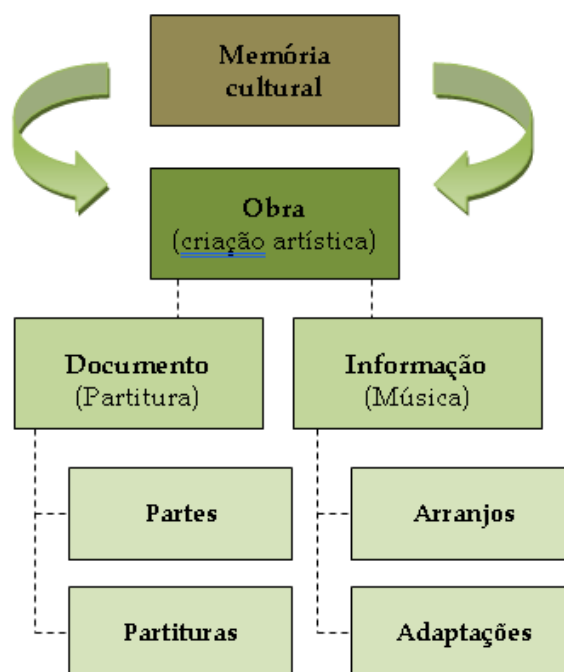 Memória
cultural
Obra
(criação artística)
Documento
(Partitura)
Informação
(Música)
Partes
Arranjos
Partituras
Adaptações